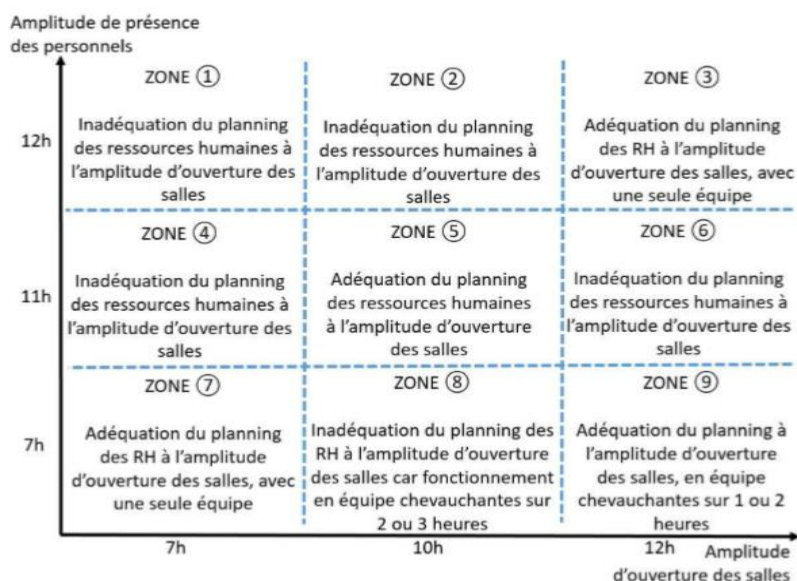 Amplitude de présence
des personnels
ZONE ①
ZONE ②
ZONE ③
12h
Inadéquation du planning
des ressources humaines à
l'amplitude d'ouverture des
salles
Inadéquation du planning
des ressources humaines à
l'amplitude d'ouverture des
salles
Adéquation du planning
des RH à l'amplitude
d'ouverture des salles, avec
une seule équipe
ZONE ④
ZONE ⑤
ZONE ⑥
11h
Inadéquation du planning
des ressources humaines à
l'amplitude d'ouverture des
salles
Adéquation du planning
des ressources humaines
à l'amplitude d'ouverture
des salles
Inadéquation du planning
des ressources humaines à
l'amplitude d'ouverture des
salles
ZONE ⑦
ZONE ⑧
ZONE ⑨
7h
Adéquation du planning
des RH à l'amplitude
d'ouverture des salles, avec
une seule équipe
Inadéquation du planning des
RH à l'amplitude d'ouverture
des salles car fonctionnement
en équipe chevauchantes sur
2 ou 3 heures
Adéquation du planning à
l'amplitude d'ouverture
des salles, en équipe
chevauchantes sur 1 ou 2
heures
7h
10h
12h
Amplitude
d'ouverture des salles